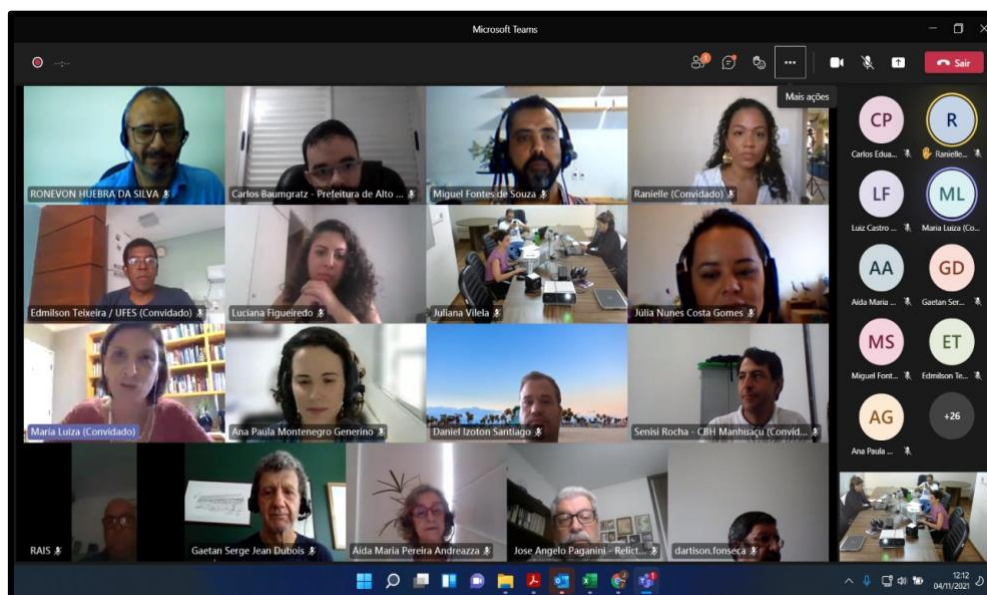 Microsoft Teams
1
Sair
Mais ações
RONEVON HUEBRA DA SILVA
Carlos Baumgratz - Prefeitura de Alto ...
Miguel Fontes de Souza
Ranielle (Convidado)
Edmilson Teixeira / UFES (Convidado)
Luciana Figueiredo
Juliana Vilela
Júlia Nunes Costa Gomes
Maria Luiza (Convidado)
Ana Paula Montenegro Generino
Daniel Izoton Santiago
Senisi Rocha - CBH Manhuaçu (Convid...
RAIS
Gaetan Serge Jean Dubois
Aída Maria Pereira Andreazza
Jose Angelo Paganini - Relict...
dartison.fonseca
CP
R
Carlos Edua...
Ranielle...
LF
ML
Luiz Castro ...
Maria Luiza (Co...
AA
GD
Aída Maria ...
Gaetan Ser...
MS
ET
Miguel Font...
Edmilson Te...
AG
+26
Ana Paula ...
12:12
04/11/2021